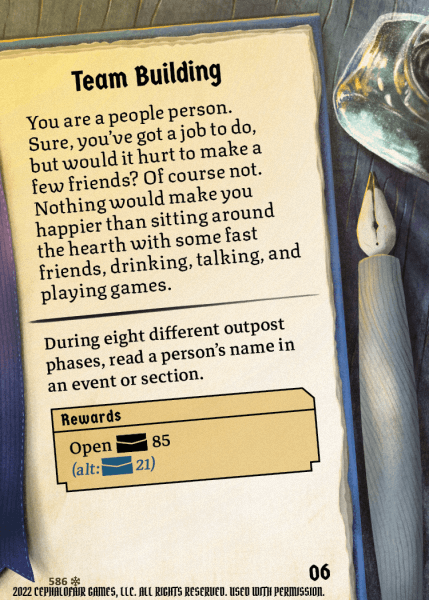 Team Building
You are a people person.
Sure, you've got a job to do,
but would it hurt to make a
few friends? Of course not.
Nothing would make you
happier than sitting around
the hearth with some fast
friends, drinking, talking, and
playing games.
During eight different outpost
phases, read a person's name in
an event or section.
Rewards
Open 85
(alt: 21)
06
586
2022 CEPHALOFAIR GAMES, LLC. ALL RIGHTS RESERVED. USED WITH PERMISSION.